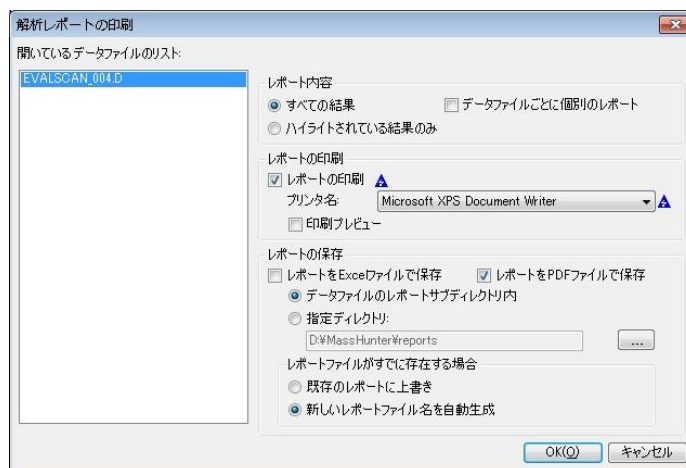 解析レポートの印刷
開いているデータファイルのリスト:
EVALSCAN_004.D
レポート内容
すべての結果
データファイルごとに個別のレポート
ハイライトされている結果のみ
レポートの印刷
レポートの印刷
プリンタ名:
Microsoft XPS Document Writer
印刷プレビュー
レポートの保存
レポートをExcelファイルで保存
レポートをPDFファイルで保存
データファイルのレポートサブディレクトリ内
指定ディレクトリ:
D:¥MassHunter¥reports
...
レポートファイルがすでに存在する場合
既存のレポートに上書き
新しいレポートファイル名を自動生成
OK(O)
キャンセル